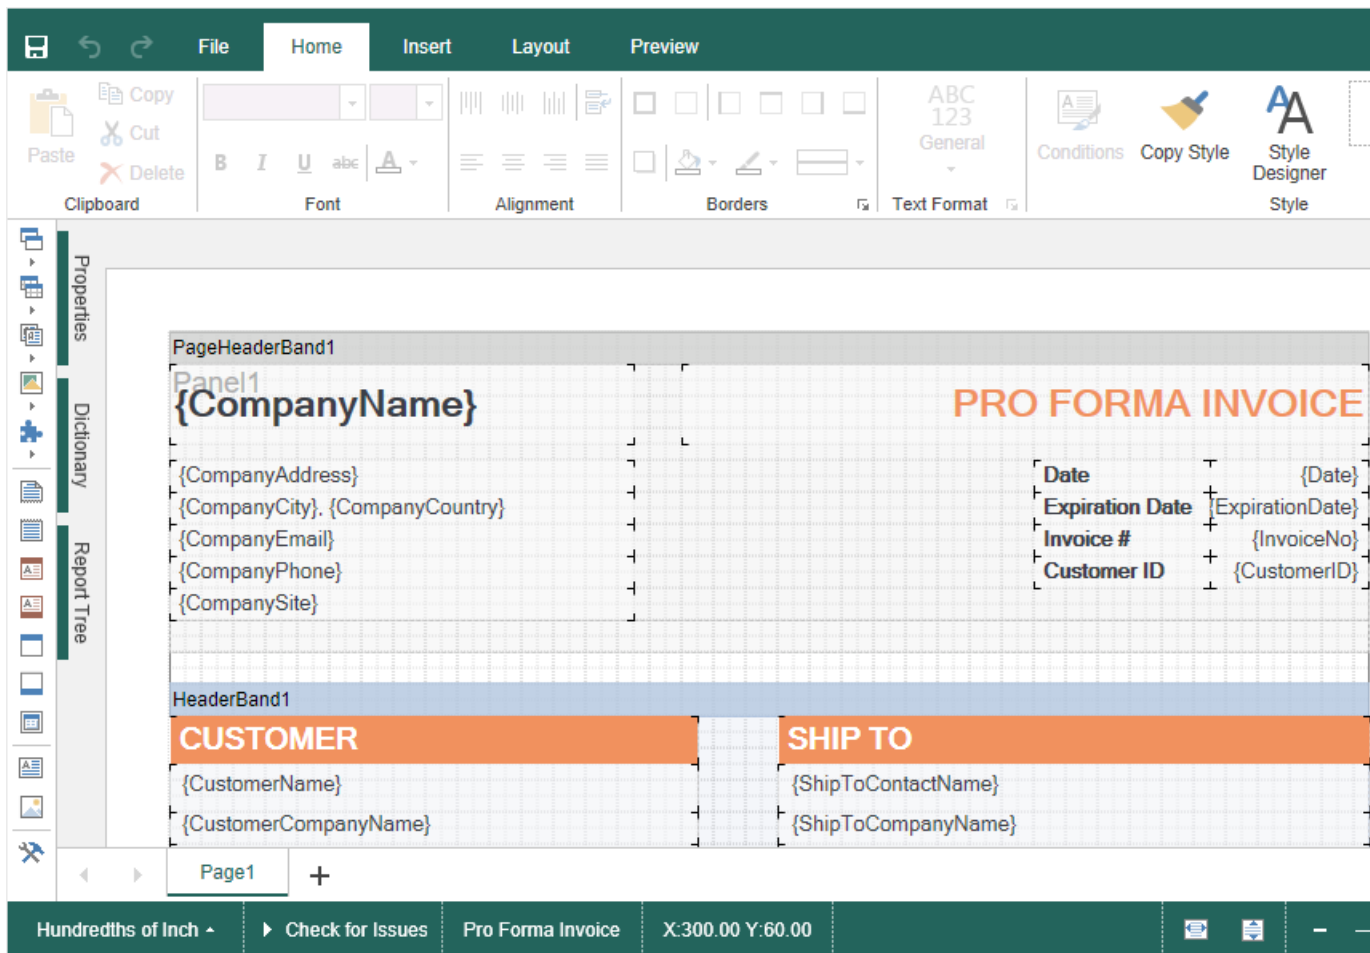 File Home Insert Layout Preview
Paste Copy Cut Delete
B I U abc A
ABC
123
General
Conditions Copy Style Style Designer
Clipboard Font Alignment Borders Text Format Style
Properties
Dictionary
Report Tree
PageHeaderBand1
Panel1
{CompanyName} PRO FORMA INVOICE
{CompanyAddress} Date {Date}
{CompanyCity}, {CompanyCountry} Expiration Date {ExpirationDate}
{CompanyEmail} Invoice # {InvoiceNo}
{CompanyPhone} Customer ID {CustomerID}
{CompanySite}
HeaderBand1
CUSTOMER SHIP TO
{CustomerName} {ShipToContactName}
{CustomerCompanyName} {ShipToCompanyName}
Page1 +
Hundredths of Inch Check for Issues Pro Forma Invoice X:300.00 Y:60.00